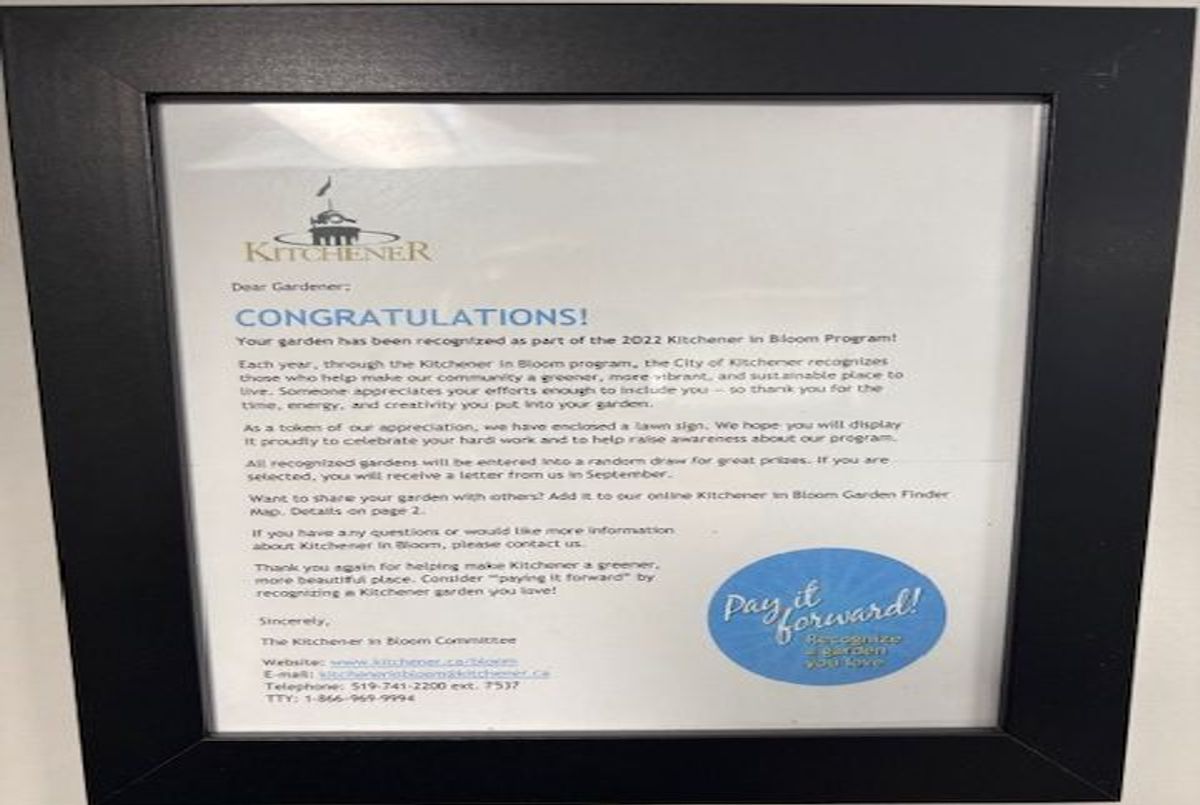 KITCHENER
Dear Gardener:
CONGRATULATIONS!
Your garden has been recognized as part of the 2022 Kitchener in Bloom Program!
Each year, through the Kitchener in Bloom program, the City of Kitchener recognizes
those who help make our community a greener, more vibrant, and sustainable place to
live. Someone appreciates your efforts enough to include you – so thank you for the
time, energy, and creativity you put into your garden.
As a token of our appreciation, we have enclosed a lawn sign. We hope you will display
it proudly to celebrate your hard work and to help raise awareness about our program.
All recognized gardens will be entered into a random draw for great prizes. If you are
selected, you will receive a letter from us in September.
Want to share your garden with others? Add it to our online Kitchener in Bloom Garden Finder
Map. Details on page 2.
If you have any questions or would like more information
about Kitchener in Bloom, please contact us.
Thank you again for helping make Kitchener a greener,
more beautiful place. Consider "paying it forward" by
recognizing a Kitchener garden you love!
Sincerely,
The Kitchener in Bloom Committee
Website: www.kitchener.ca/bloom
E-mail: kitchenerinbloom@kitchener.ca
Telephone: 519-741-2200 ext. 7537
TTY: 1-866-969-9994
Pay it
forward!
Recognize
a garden
you love